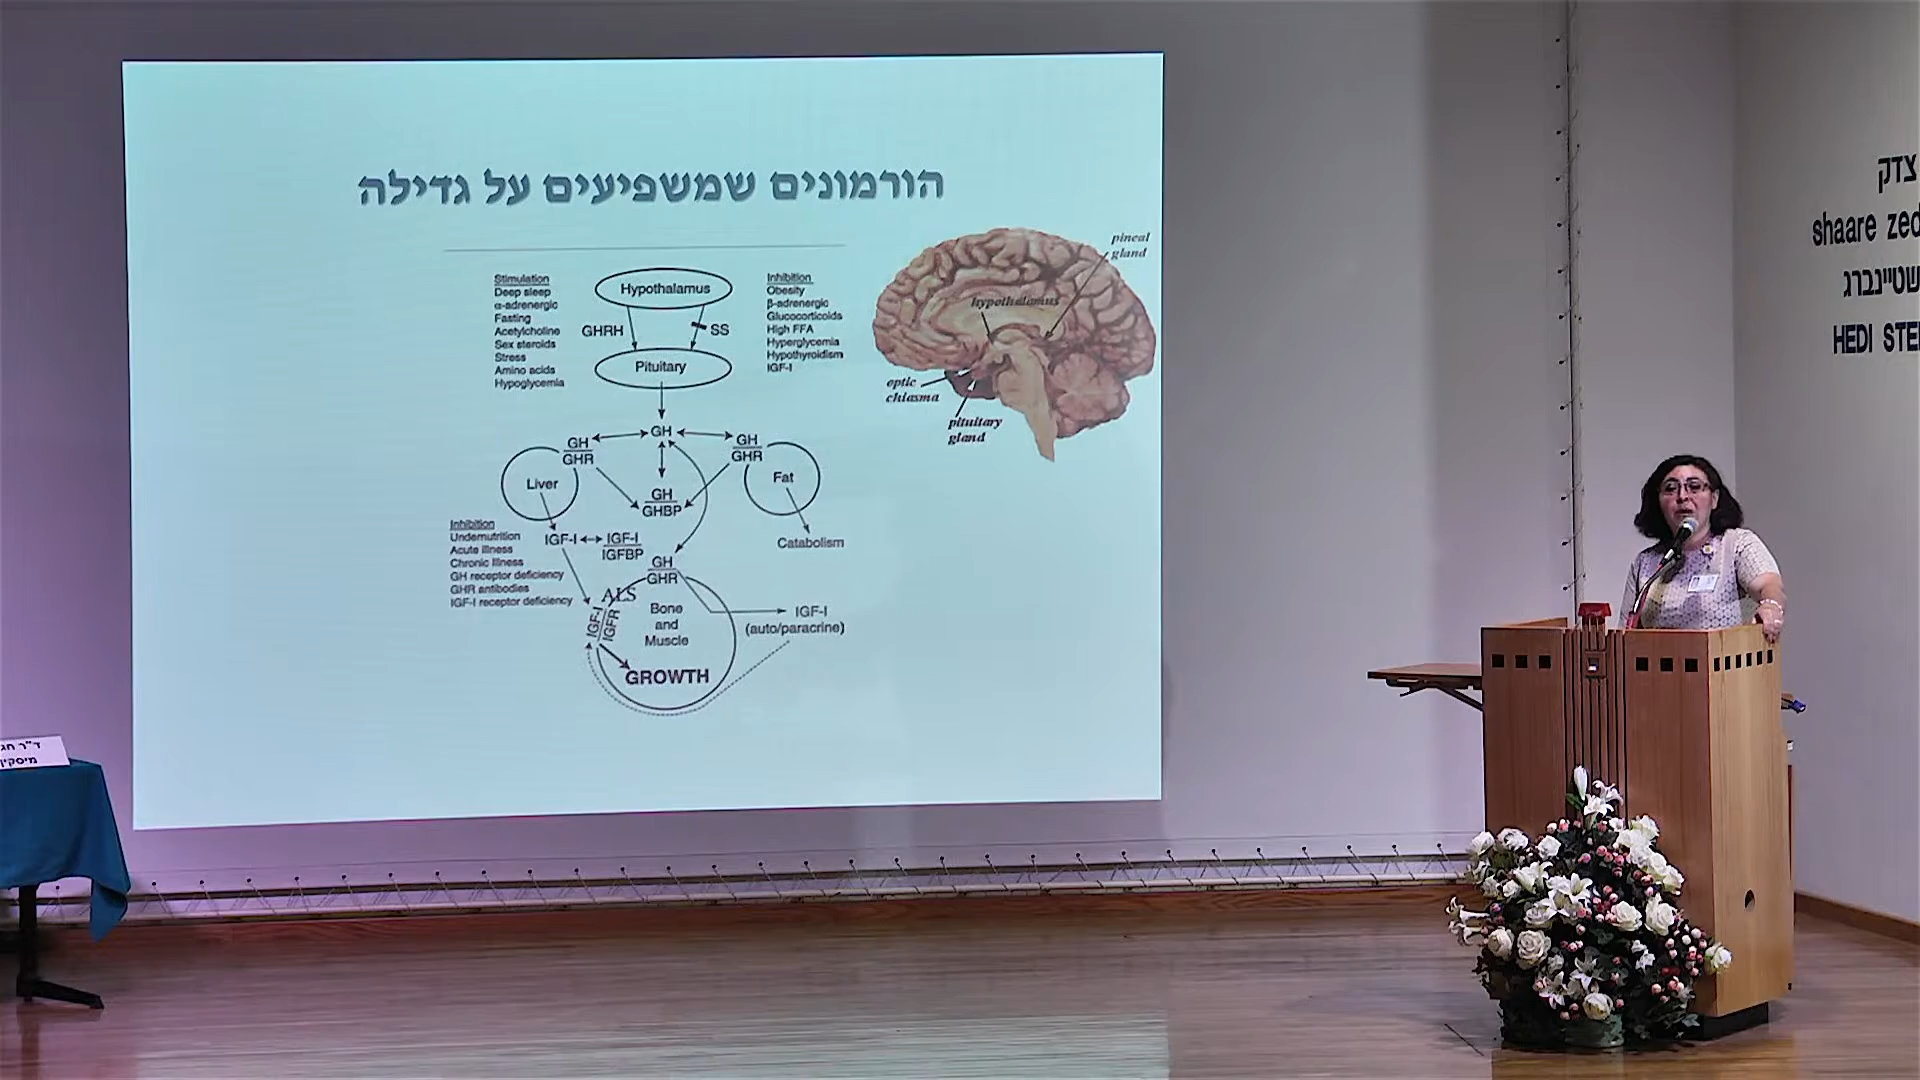 הורמונים שמשפיעים על גדילה
Stimulation
Deep sleep
α-adrenergic
Fasting
Acetylcholine
Sex steroids
Stress
Amino acids
Hypoglycemia
Hypothalamus
GHRH
SS
Pituitary
Inhibition
Obesity
β-adrenergic
Glucocorticoids
High FFA
Hyperglycemia
Hypothyroidism
IGF-I
GH
GH
GHR
GH
GHR
Liver
Fat
GH
GHBP
Catabolism
IGF-I
IGF-I
IGFBP
Inhibition
Undernutrition
Acute illness
Chronic illness
GH receptor deficiency
GHR antibodies
IGF-I receptor deficiency
GH
GHR
ALS
IGF-I
IGFR
Bone
and
Muscle
GROWTH
IGF-I
(auto/paracrine)
pineal
gland
hypothalamus
optic
chiasma
pituitary
gland
צדק
shaare zed
שטיינברג
HEDI STE
ד"ר חג
מיסקין